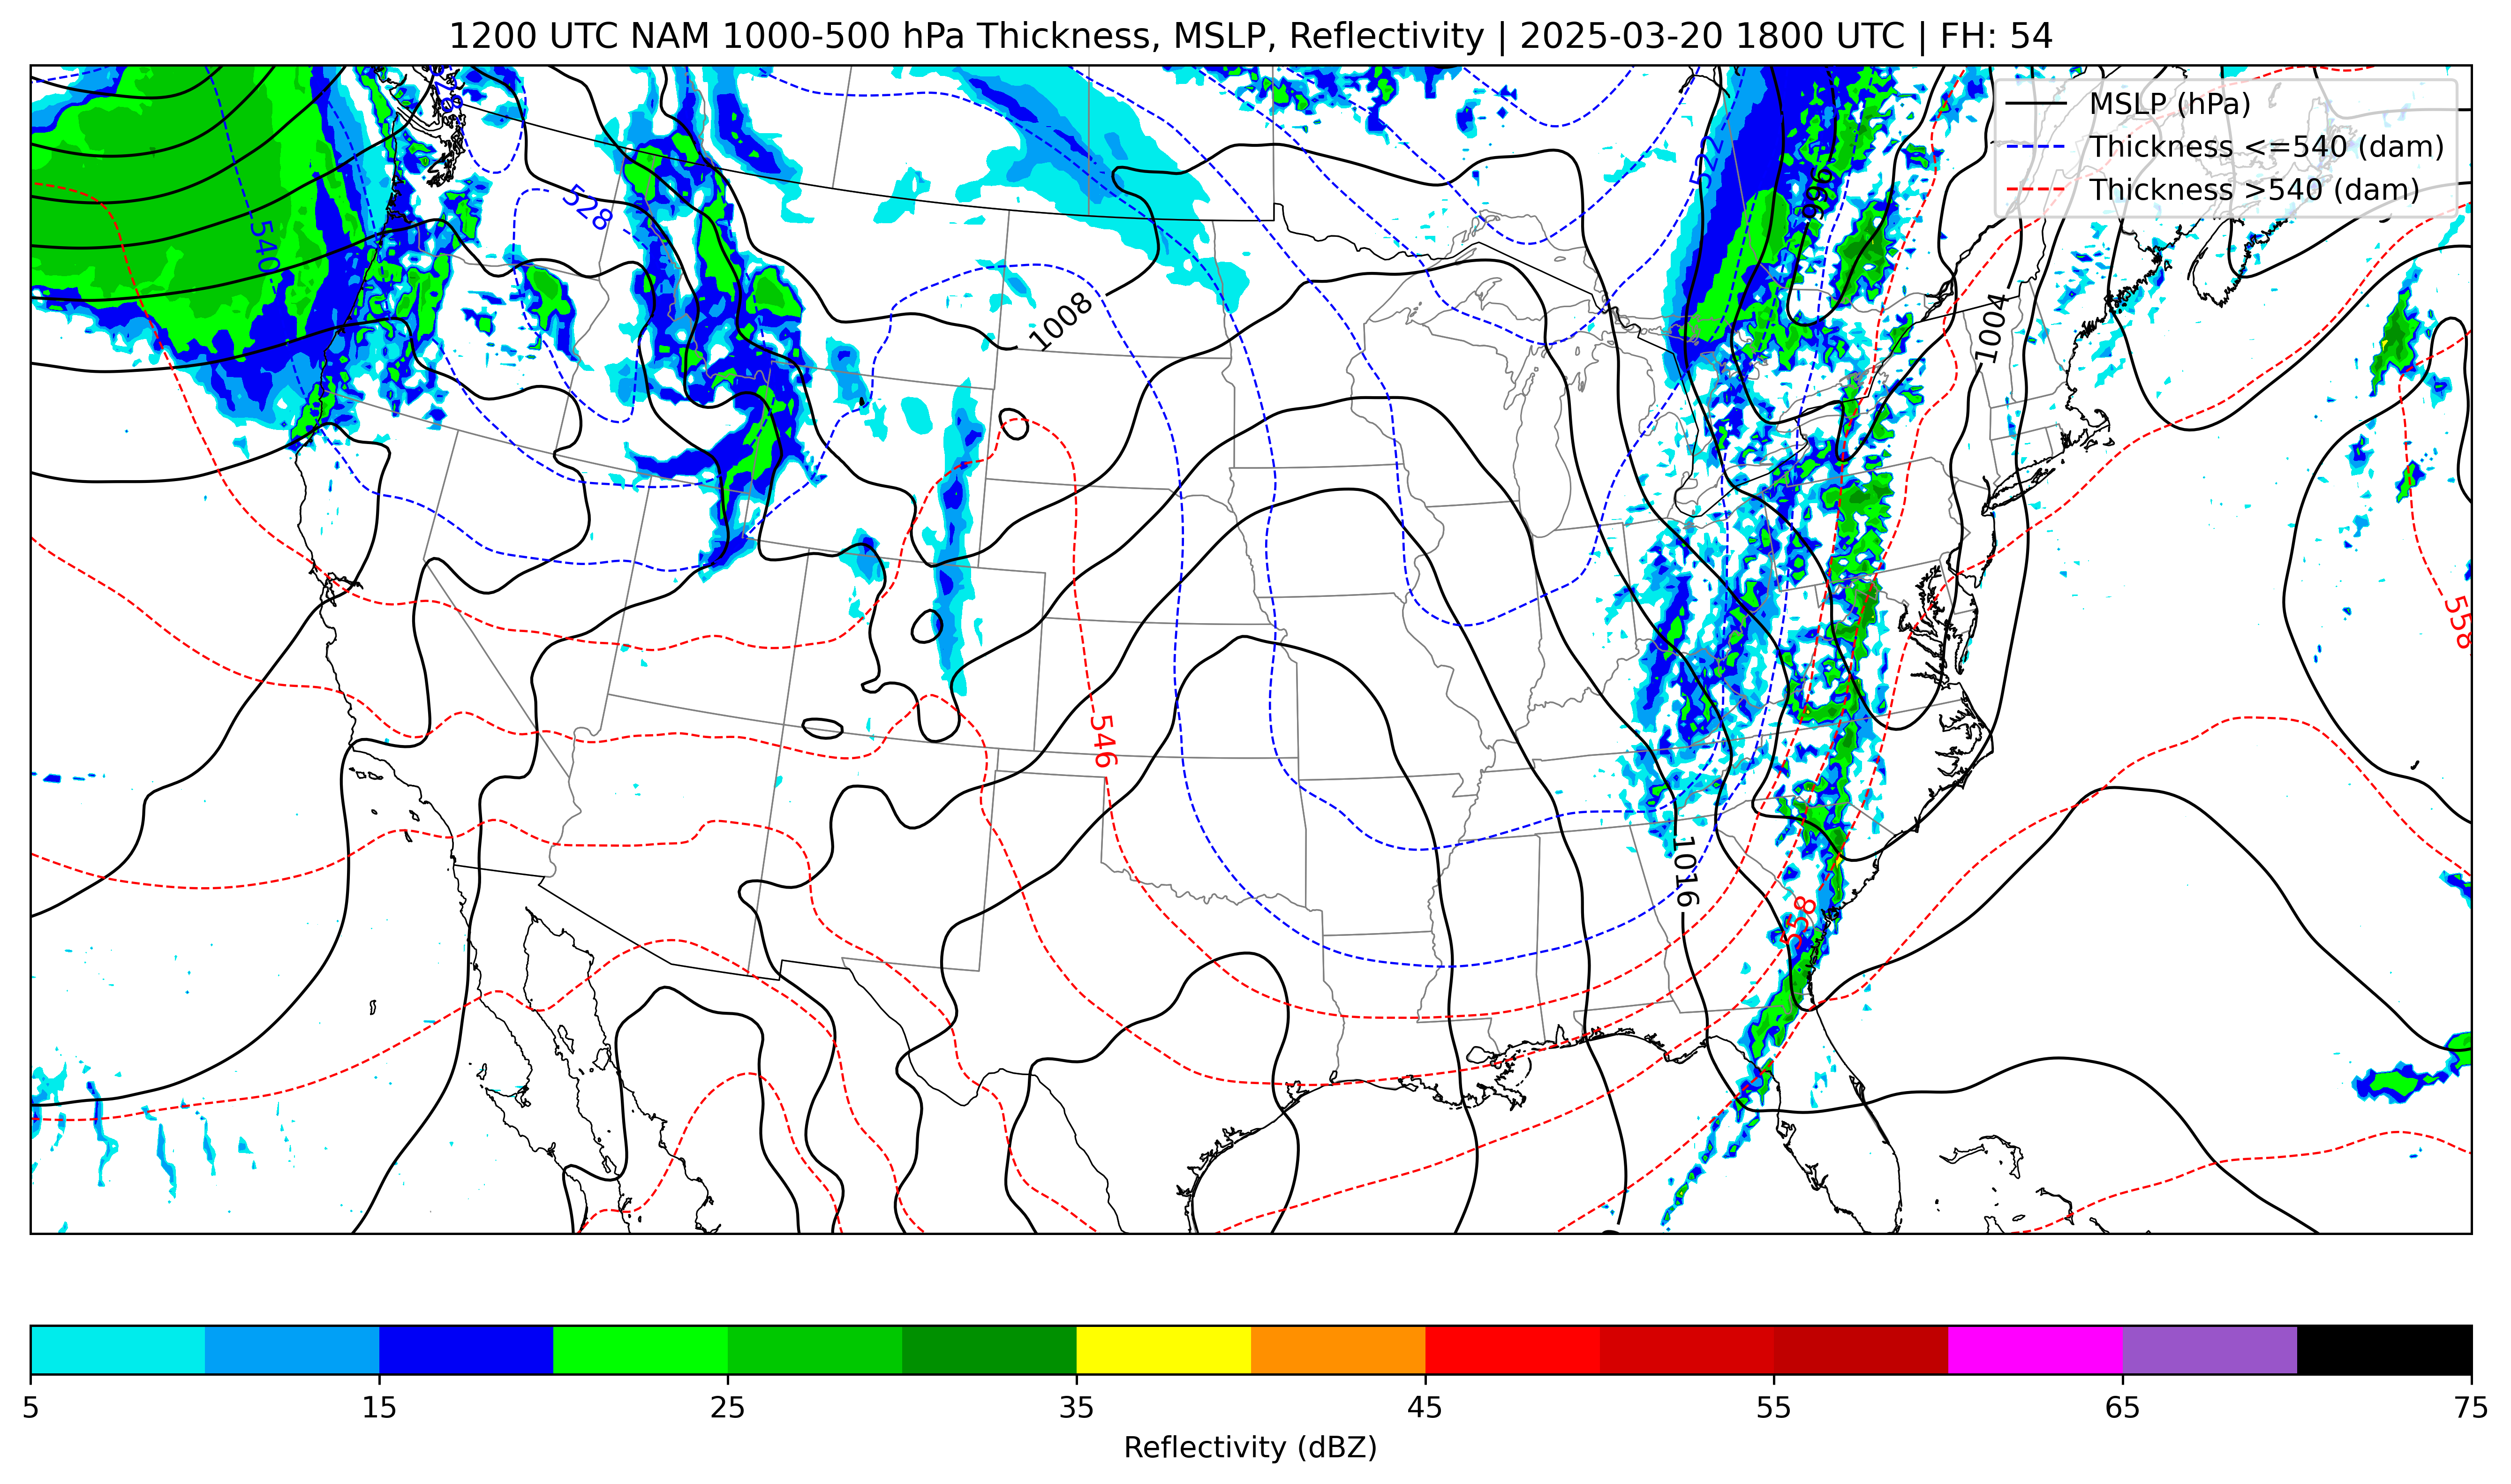 1200 UTC NAM 1000-500 hPa Thickness, MSLP, Reflectivity | 2025-03-20 1800 UTC | FH: 54
MSLP (hPa)
Thickness <=540 (dam)
Thickness >540 (dam)
528
540
522
996
1008
1004
558
546
1016
558
5 15 25 35 45 55 65 75
Reflectivity (dBZ)